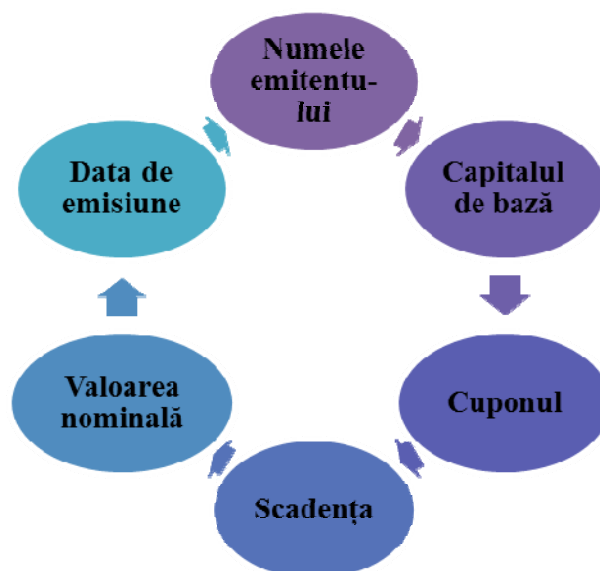 Numele
emitentu-
lui
Capitalul
de bază
Cuponul
Scadența
Valoarea
nominală
Data de
emisiune